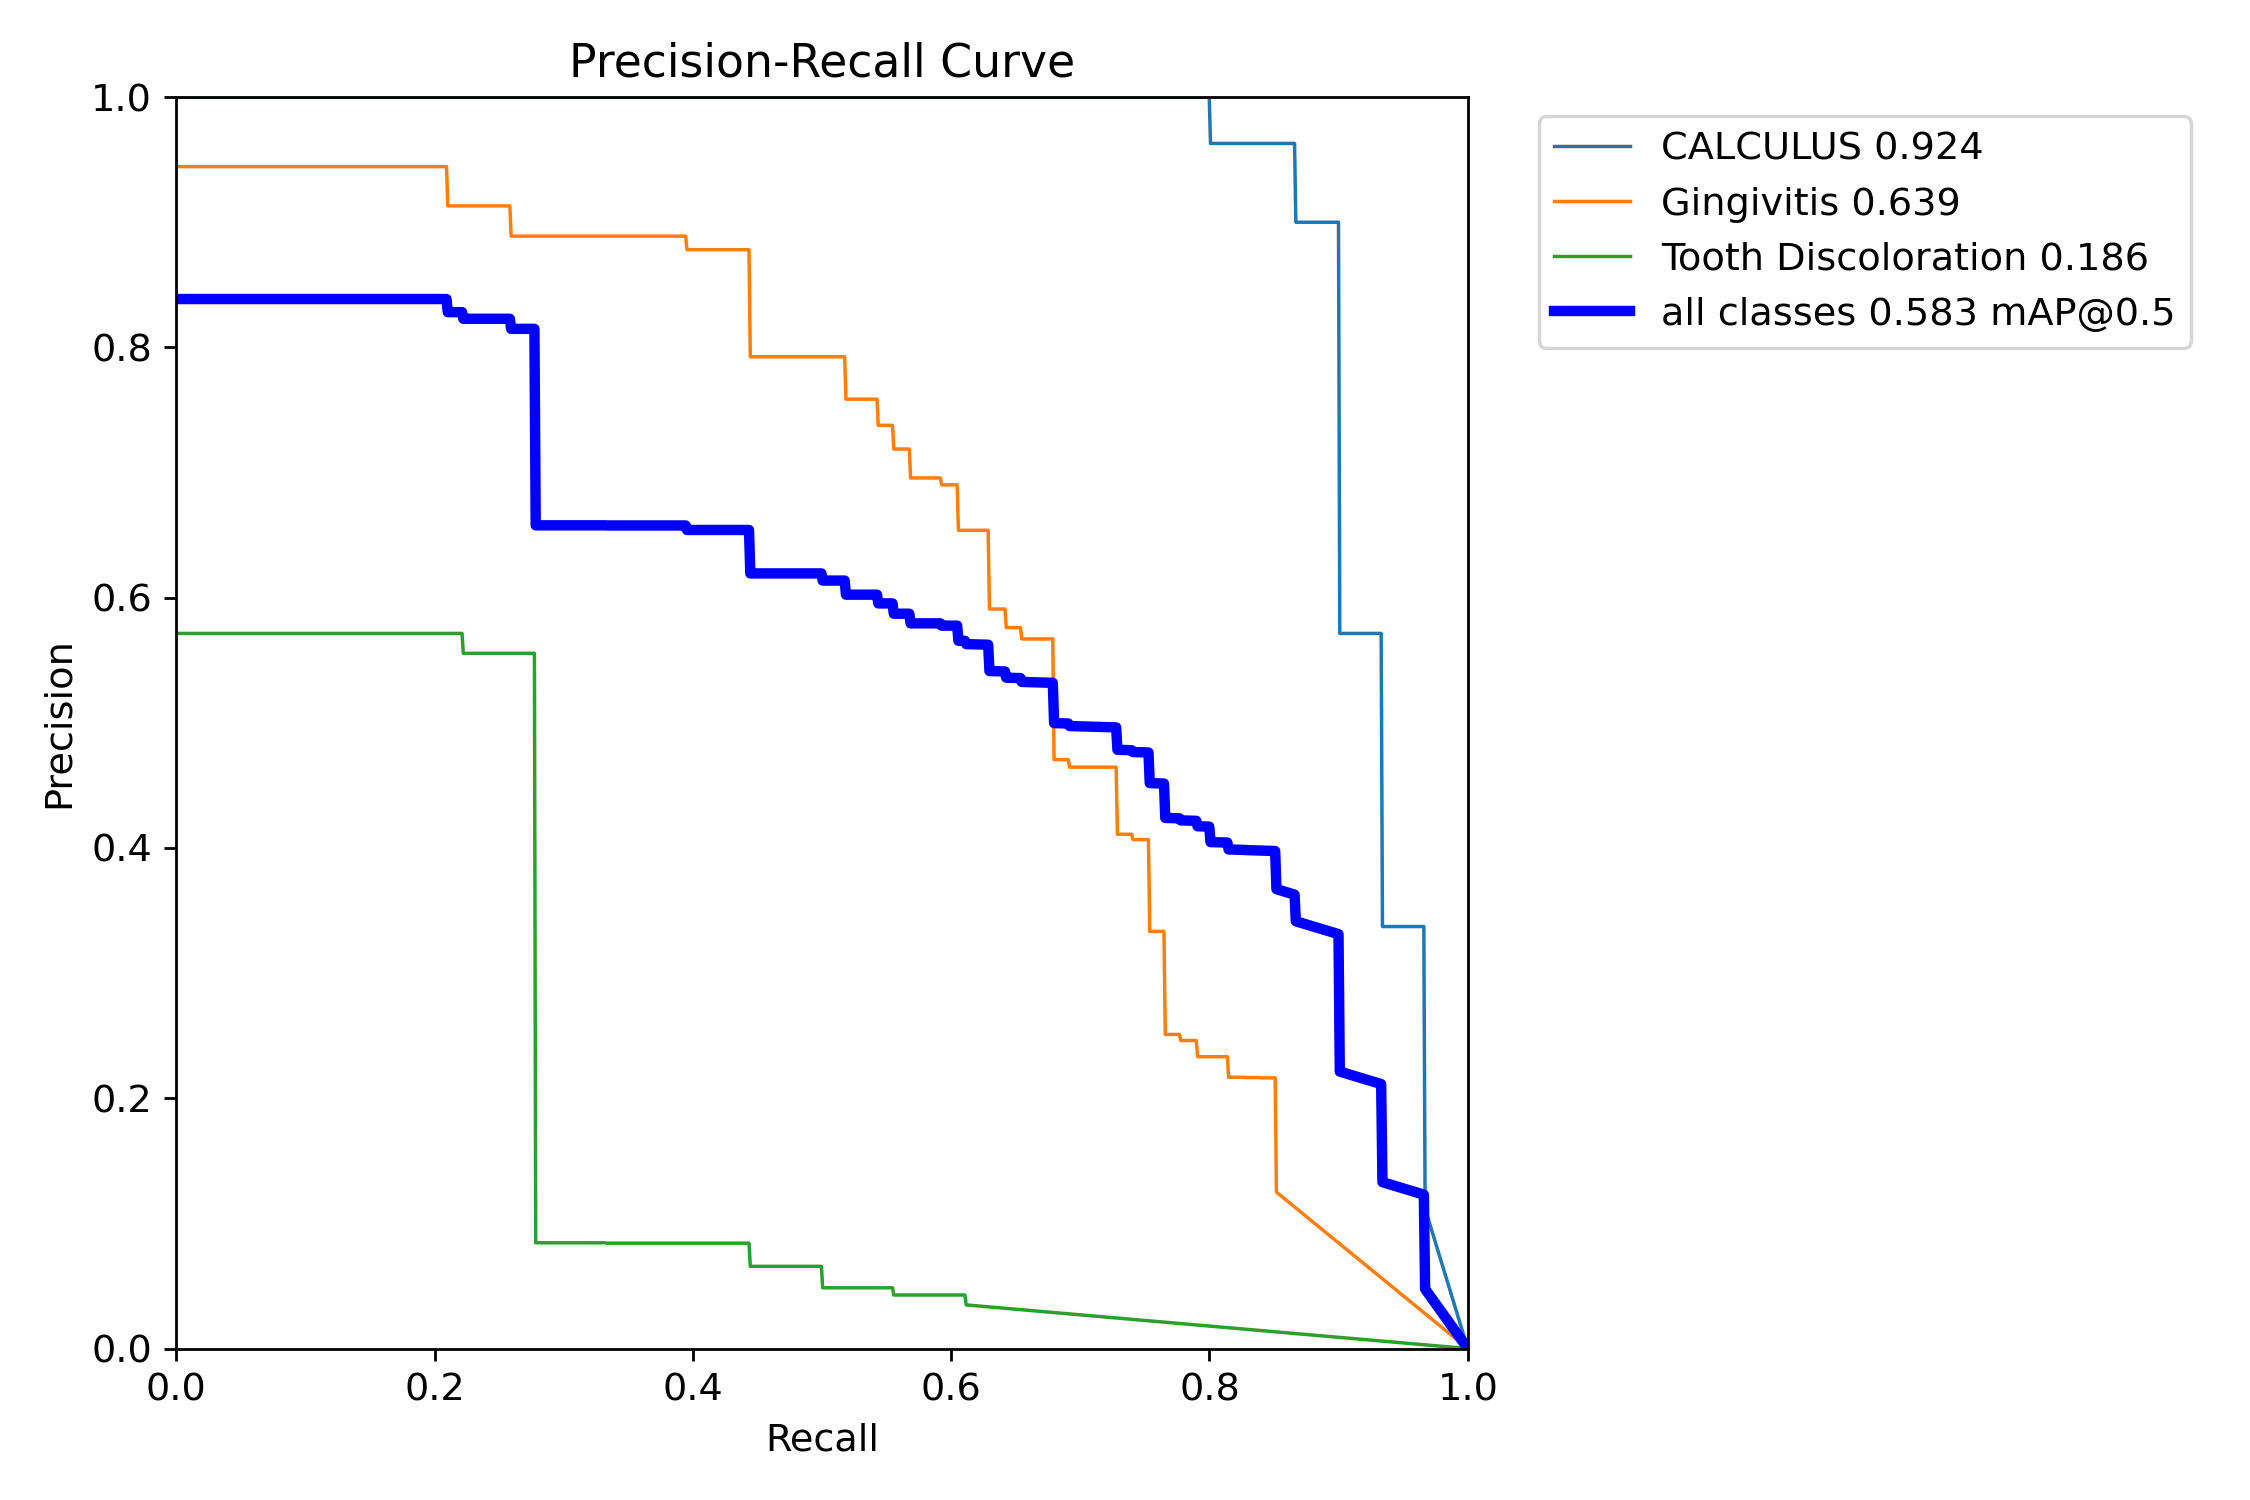 Precision-Recall Curve
1.0
0.8
0.6
0.4
0.2
0.0
Precision
0.0 0.2 0.4 0.6 0.8 1.0
Recall
CALCULUS 0.924
Gingivitis 0.639
Tooth Discoloration 0.186
all classes 0.583 mAP@0.5